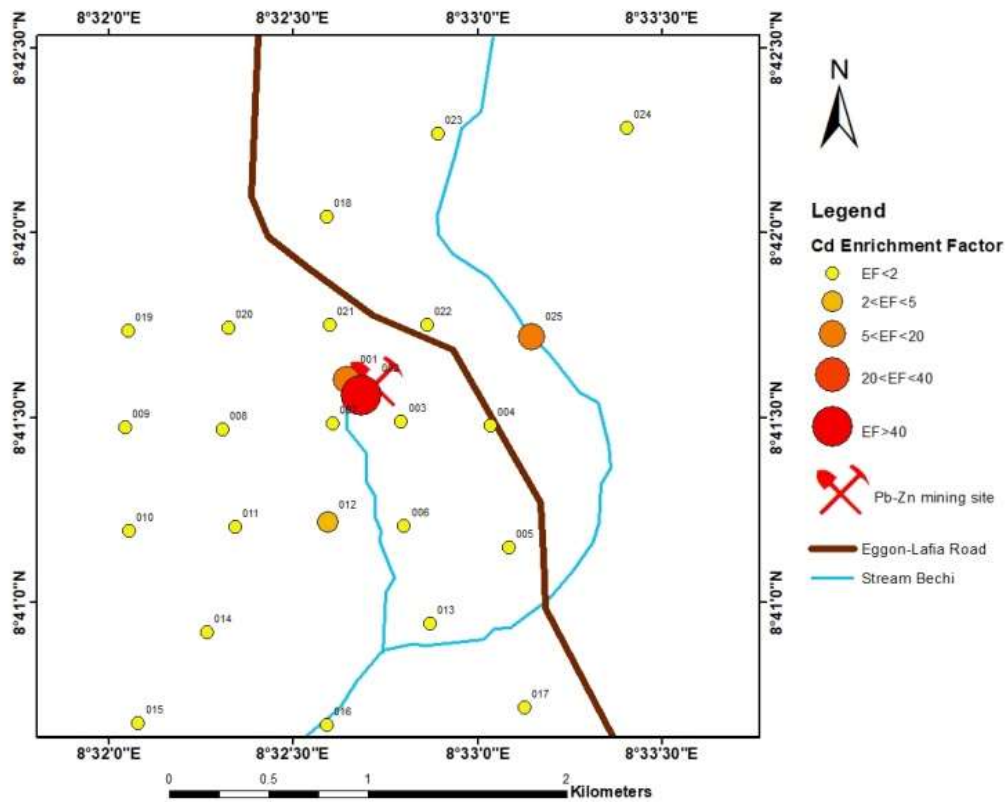 8°32'0"E 8°32'30"E 8°33'0"E 8°33'30"E
8°42'30"N 8°42'30"N
N
023 024
018
8°42'0"N 8°42'0"N
Legend
Cd Enrichment Factor
EF<2
2<EF<5
5<EF<20
20<EF<40
EF>40
Pb-Zn mining site
Eggon-Lafia Road
Stream Bechi
019 020 021 022 025
001
8°41'30"N 8°41'30"N
009 008 003 004
010 011 012 006 005
8°41'0"N 8°41'0"N
014 013
015 016 017
8°32'0"E 8°32'30"E 8°33'0"E 8°33'30"E
0 0.5 1 2
Kilometers